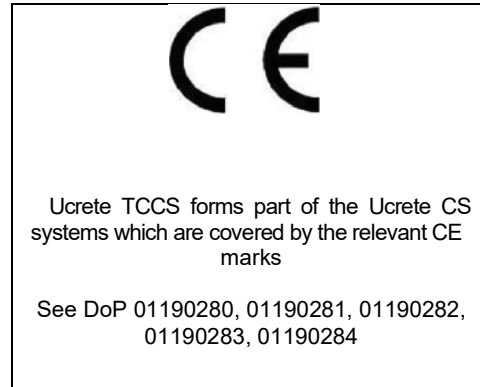 CE
Ucrete TCCS forms part of the Ucrete CS
systems which are covered by the relevant CE
marks
See DoP 01190280, 01190281, 01190282,
01190283, 01190284